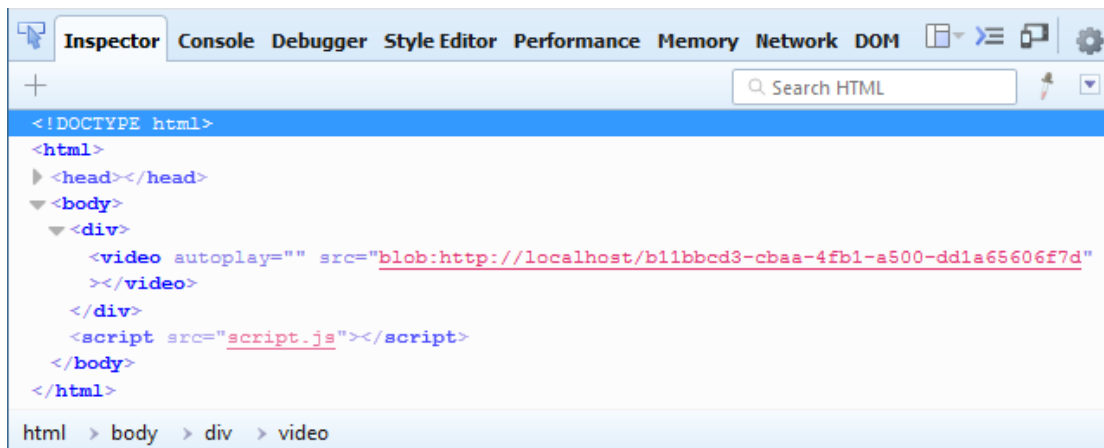 Inspector Console Debugger Style Editor Performance Memory Network DOM
+ Search HTML
<!DOCTYPE html>
<html>
<head></head>
<body>
<div>
<video autoplay="" src="blob:http://localhost/b11bbcd3-cbaa-4fb1-a500-dd1a65606f7d"
></video>
</div>
<script src="script.js"></script>
</body>
</html>
html > body > div > video